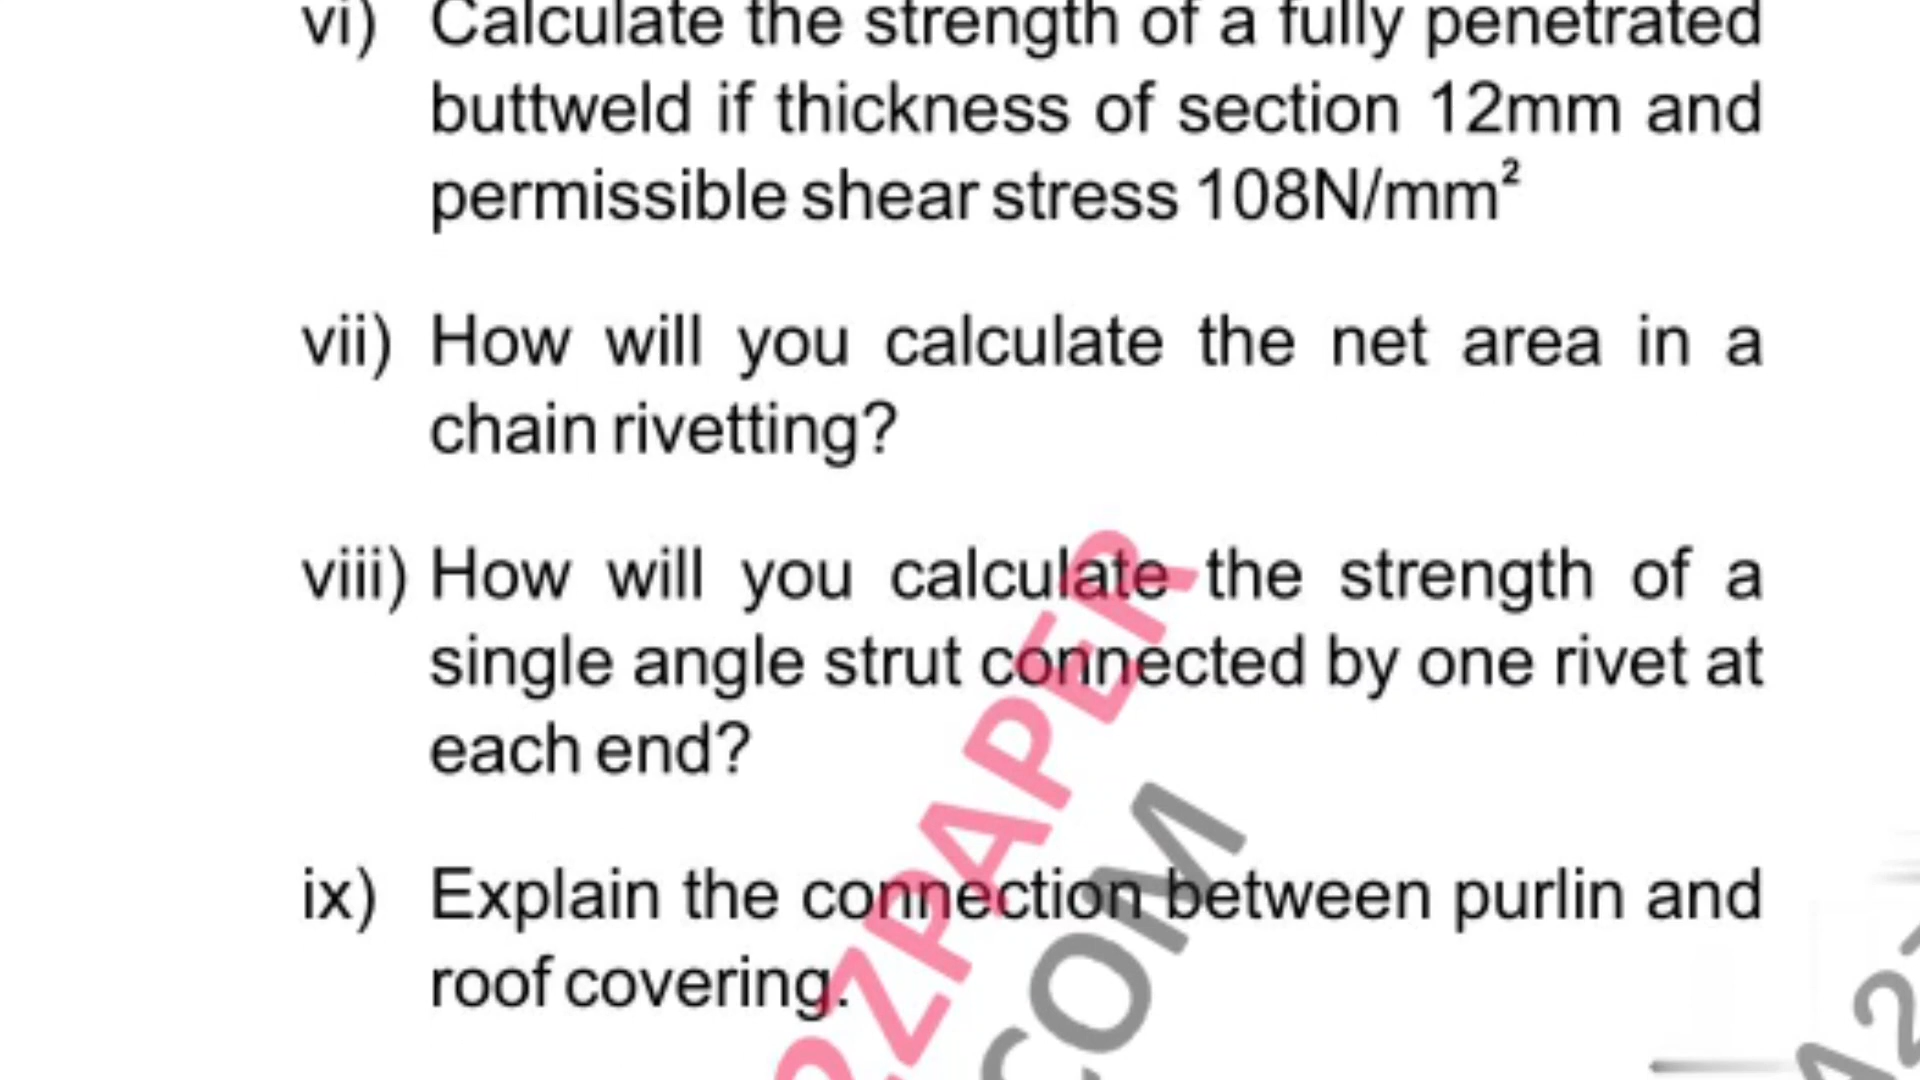 vi) Calculate the strength of a fully penetrated
buttweld if thickness of section 12mm and
permissible shear stress 108N/mm²
vii) How will you calculate the net area in a
chain rivetting?
viii) How will you calculate the strength of a
single angle strut connected by one rivet at
each end?
ix) Explain the connection between purlin and
roof covering.
ZPAPER
COM